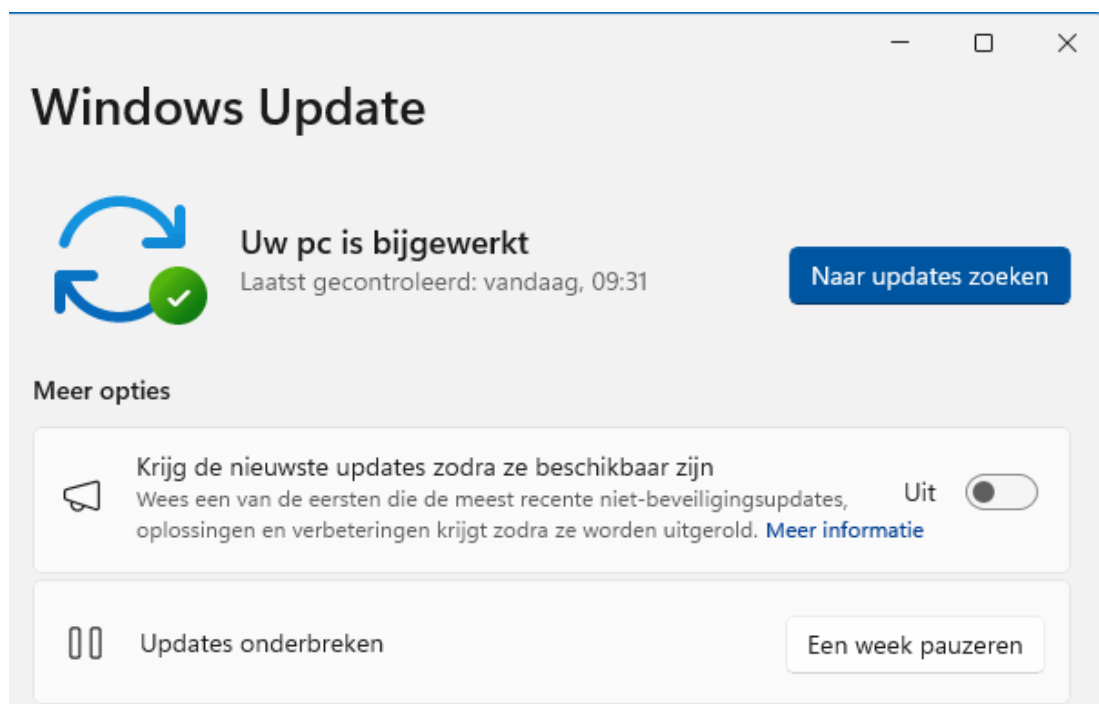 Windows Update
Uw pc is bijgewerkt
Laatst gecontroleerd: vandaag, 09:31
Naar updates zoeken
Meer opties
Krijg de nieuwste updates zodra ze beschikbaar zijn
Wees een van de eersten die de meest recente niet-beveiligingsupdates,
oplossingen en verbeteringen krijgt zodra ze worden uitgerold. Meer informatie
Uit
Updates onderbreken
Een week pauzeren